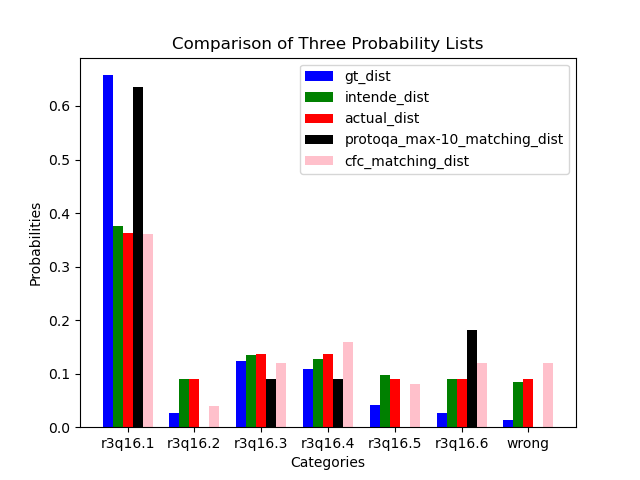 Comparison of Three Probability Lists
gt_dist
intende_dist
actual_dist
protoqa_max-10_matching_dist
cfc_matching_dist
Probabilities
0.6
0.5
0.4
0.3
0.2
0.1
0.0
r3q16.1 r3q16.2 r3q16.3 r3q16.4 r3q16.5 r3q16.6 wrong
Categories